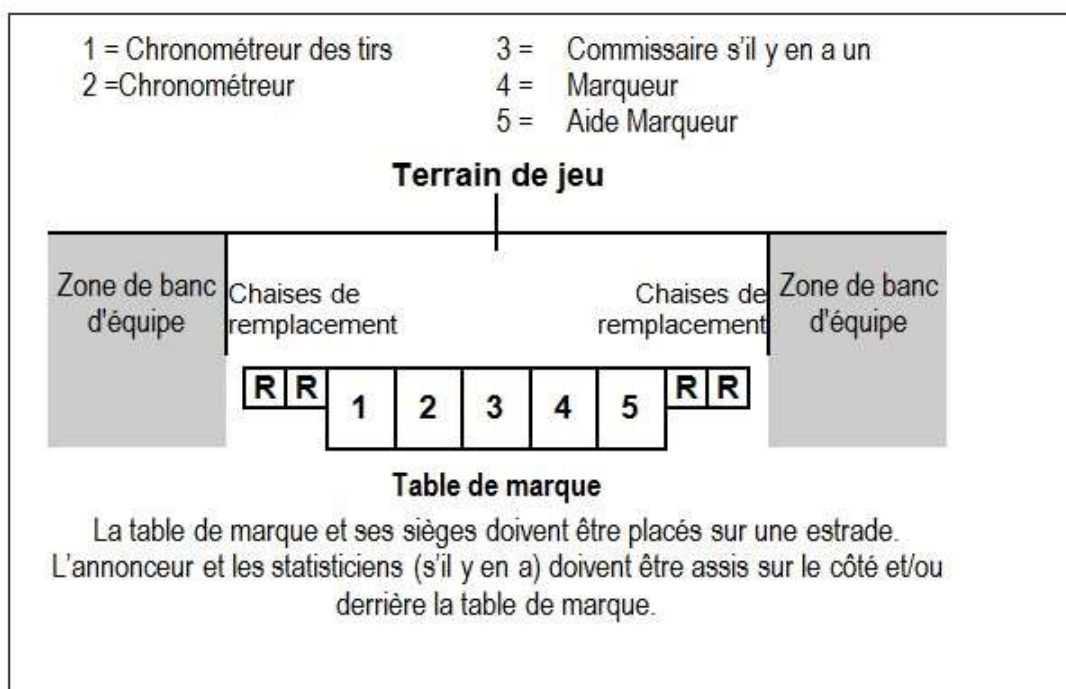 1 = Chronométreur des tirs
2 =Chronométreur
3 = Commissaire s'il y en a un
4 = Marqueur
5 = Aide Marqueur
Terrain de jeu
Zone de banc
d'équipe
Chaises de
remplacement
Chaises de
remplacement
Zone de banc
d'équipe
R R 1 2 3 4 5 R R
Table de marque
La table de marque et ses sièges doivent être placés sur une estrade.
L'annonceur et les statisticiens (s'il y en a) doivent être assis sur le côté et/ou
derrière la table de marque.